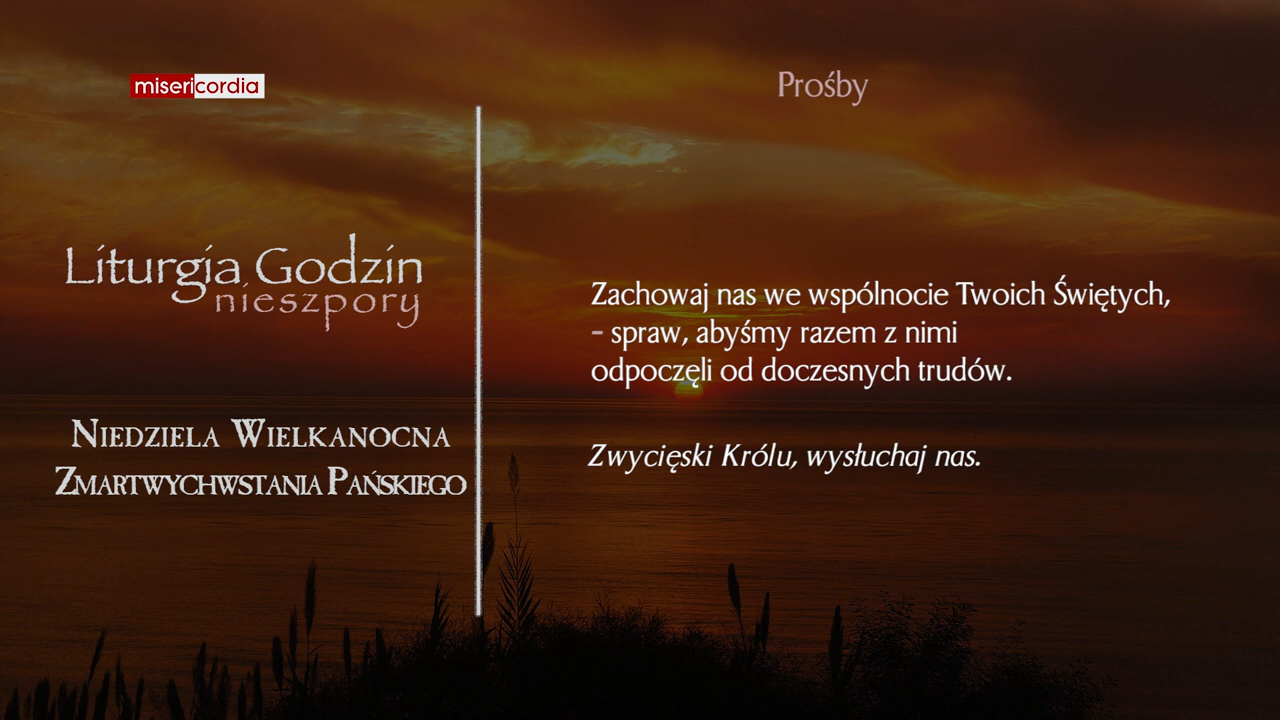 misericordia
Prośby
Liturgia Godzin
nieszpory
Niedziela Wielkanocna
Zmartwychwstania Pańskiego
Zachowaj nas we wspólnocie Twoich Świętych,
– spraw, abyśmy razem z nimi
odpoczęli od doczesnych trudów.
Zwycięski Królu, wysłuchaj nas.